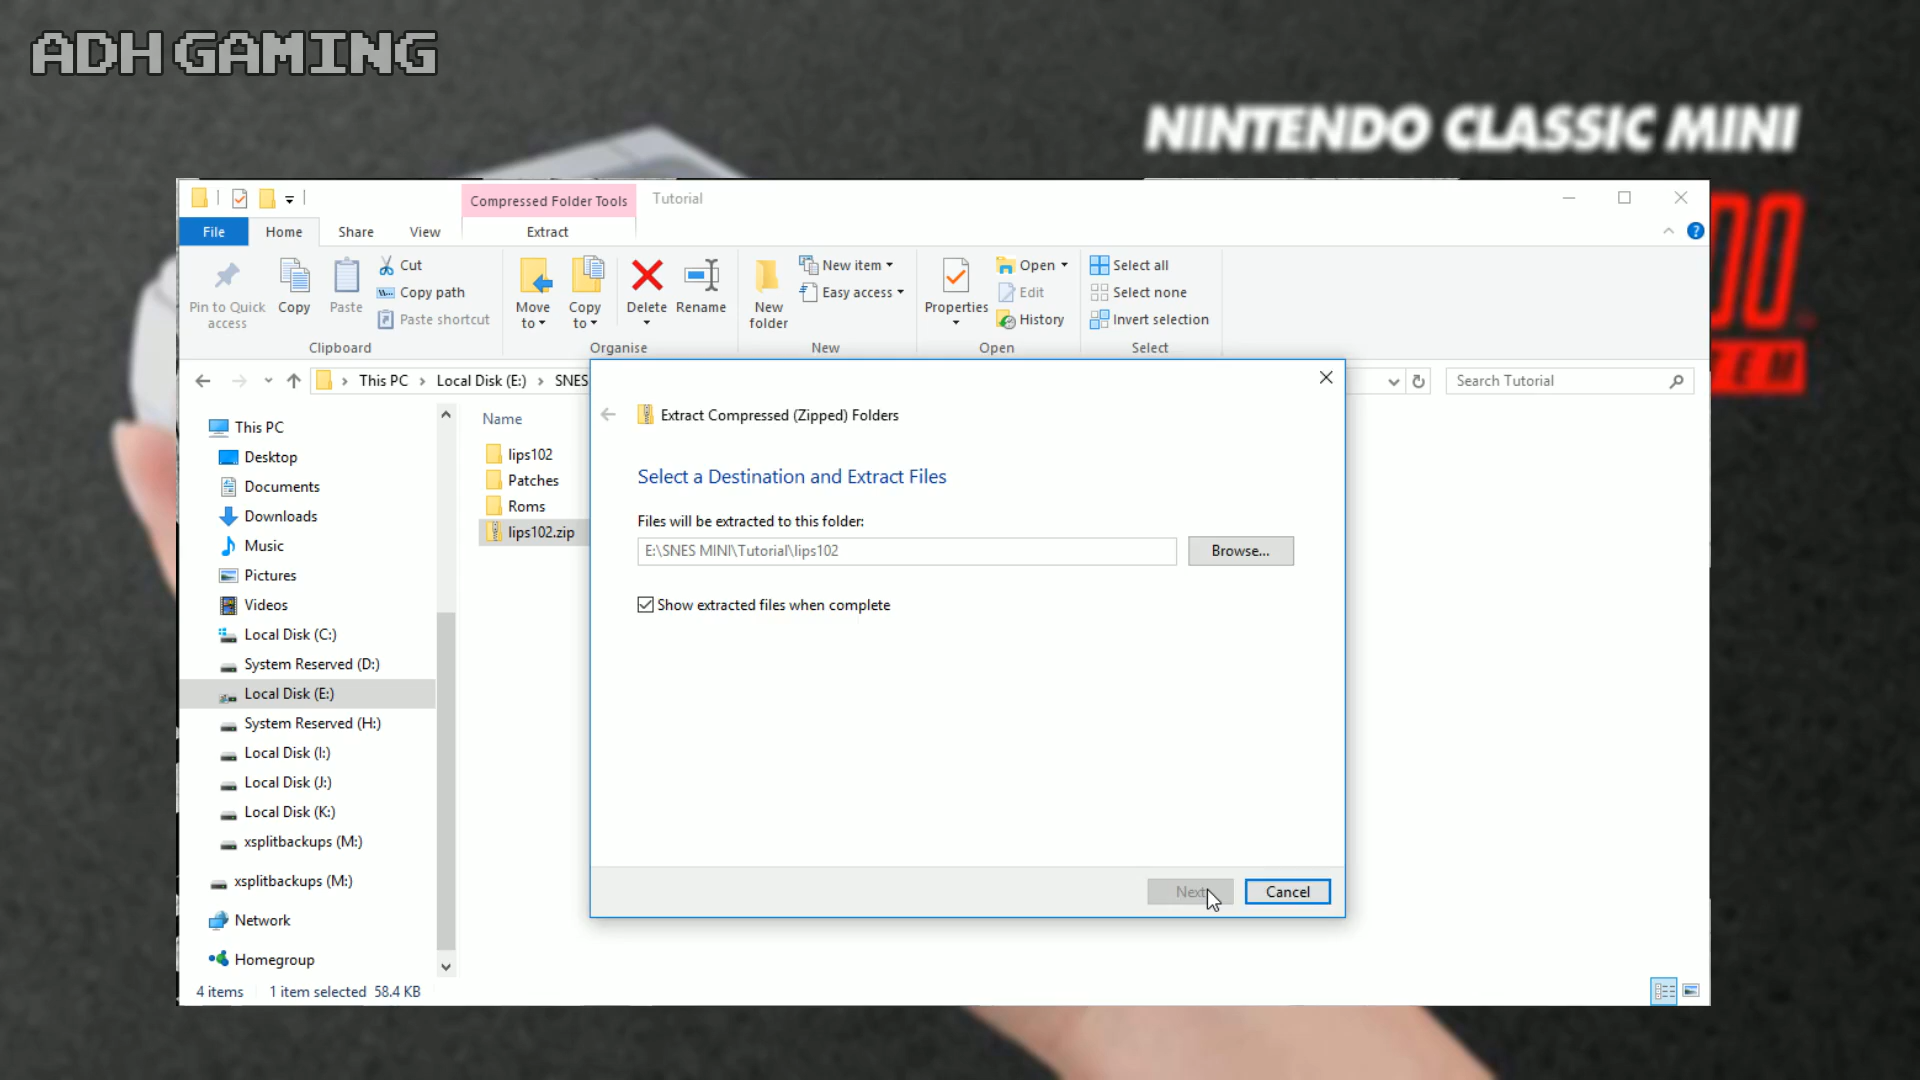 ADH GAMING
NINTENDO CLASSIC MINI
Compressed Folder Tools
Tutorial
File
Home
Share
View
Extract
Pin to Quick access
Copy
Paste
Cut
Copy path
Paste shortcut
Clipboard
Move to
Copy to
Delete
Rename
Organise
New folder
New item
Easy access
New
Properties
Open
Edit
History
Open
Select all
Select none
Invert selection
Select
This PC > Local Disk (E:) > SNES
Search Tutorial
This PC
Desktop
Documents
Downloads
Music
Pictures
Videos
Local Disk (C:)
System Reserved (D:)
Local Disk (E:)
System Reserved (H:)
Local Disk (I:)
Local Disk (J:)
Local Disk (K:)
xsplitbackups (M:)
xsplitbackups (M:)
Network
Homegroup
Name
lips102
Patches
Roms
lips102.zip
Extract Compressed (Zipped) Folders
Select a Destination and Extract Files
Files will be extracted to this folder:
E:\SNES MINI\Tutorial\lips102
Browse...
Show extracted files when complete
Next
Cancel
4 items
1 item selected 58.4 KB